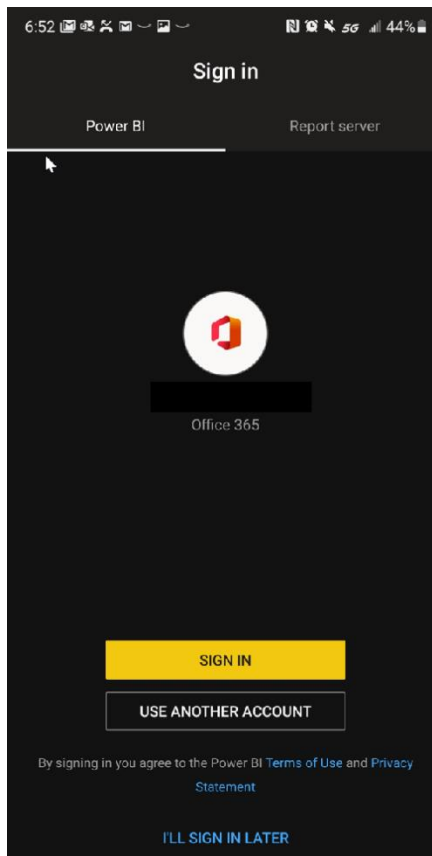 6:52 5G 44%
Sign in
Power BI Report server
Office 365
SIGN IN
USE ANOTHER ACCOUNT
By signing in you agree to the Power BI Terms of Use and Privacy
Statement
I'LL SIGN IN LATER